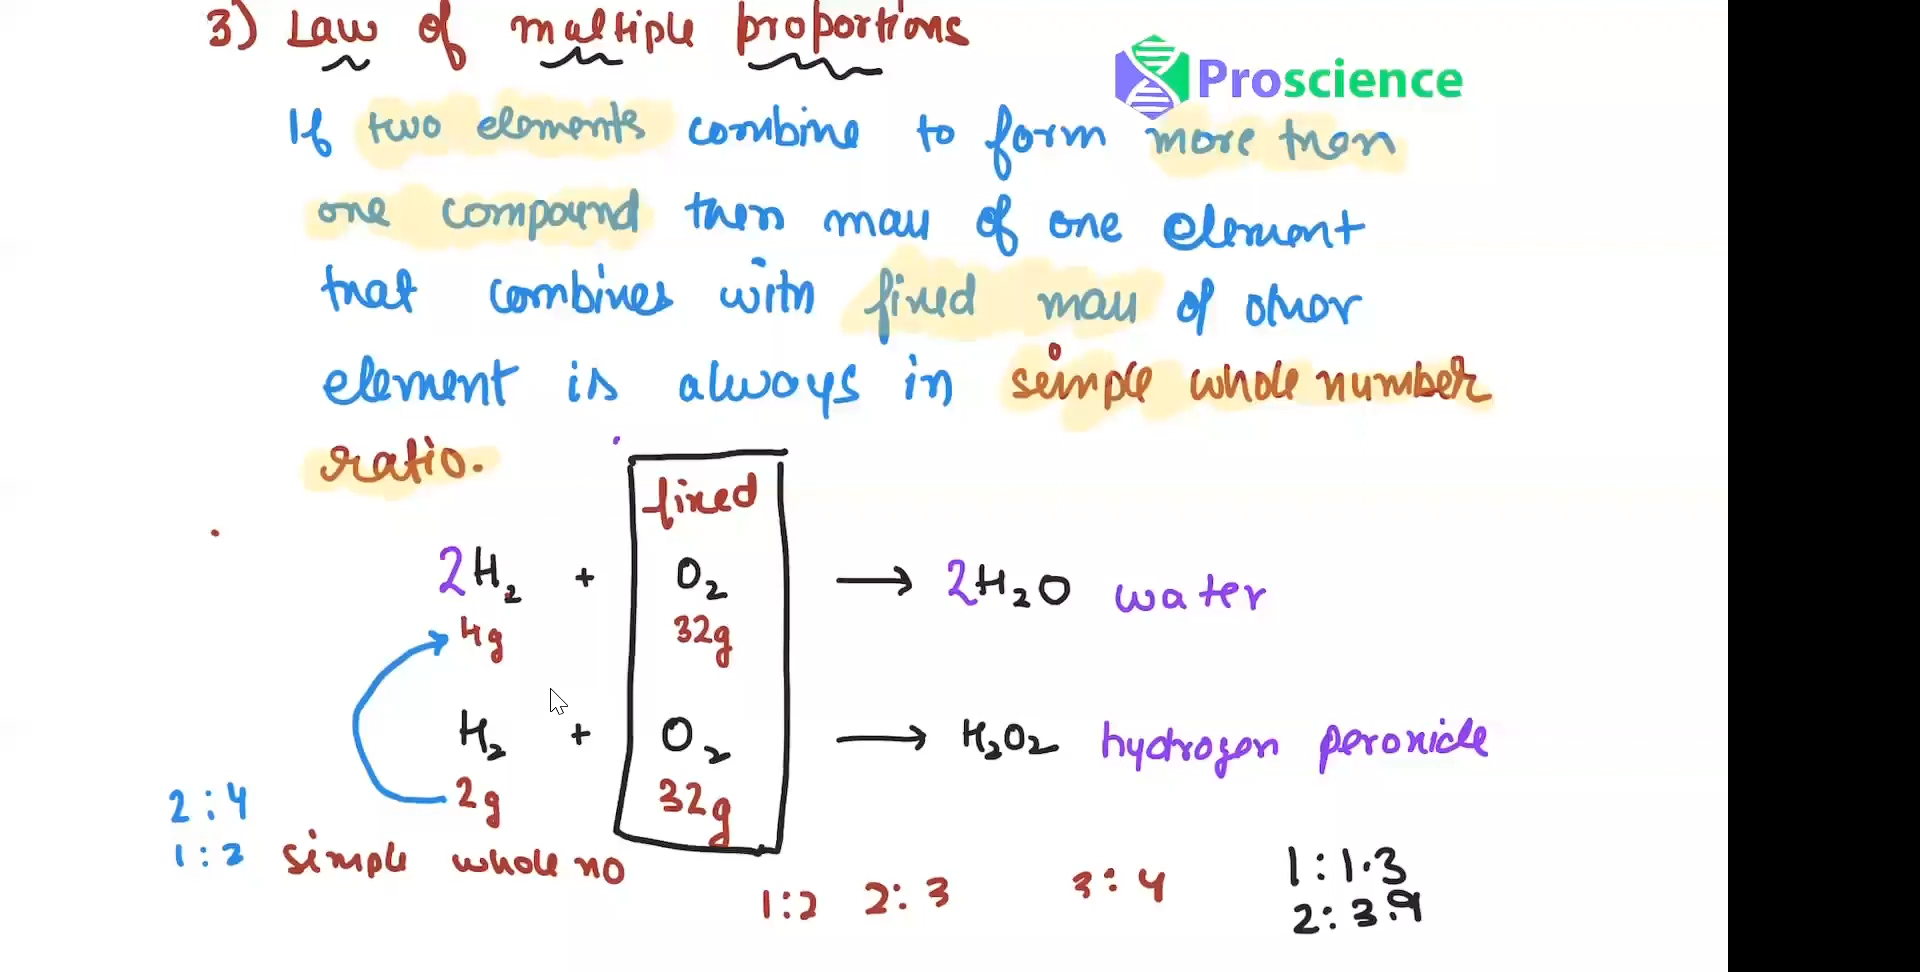 3) Law of multiple proportions
Proscience
If two elements combine to form more then
one compound then mass of one element
that combines with fixed mass of other
element is always in simple whole number
ratio.
fixed
2H₂ + O₂ → 2H₂O water
4g 32g
H₂ + O₂ → H₂O₂ hydrogen peroxide
2g 32g
2:4
1:2 simple whole no
1:2 2:3 3:4 1:1.3
2:3.9